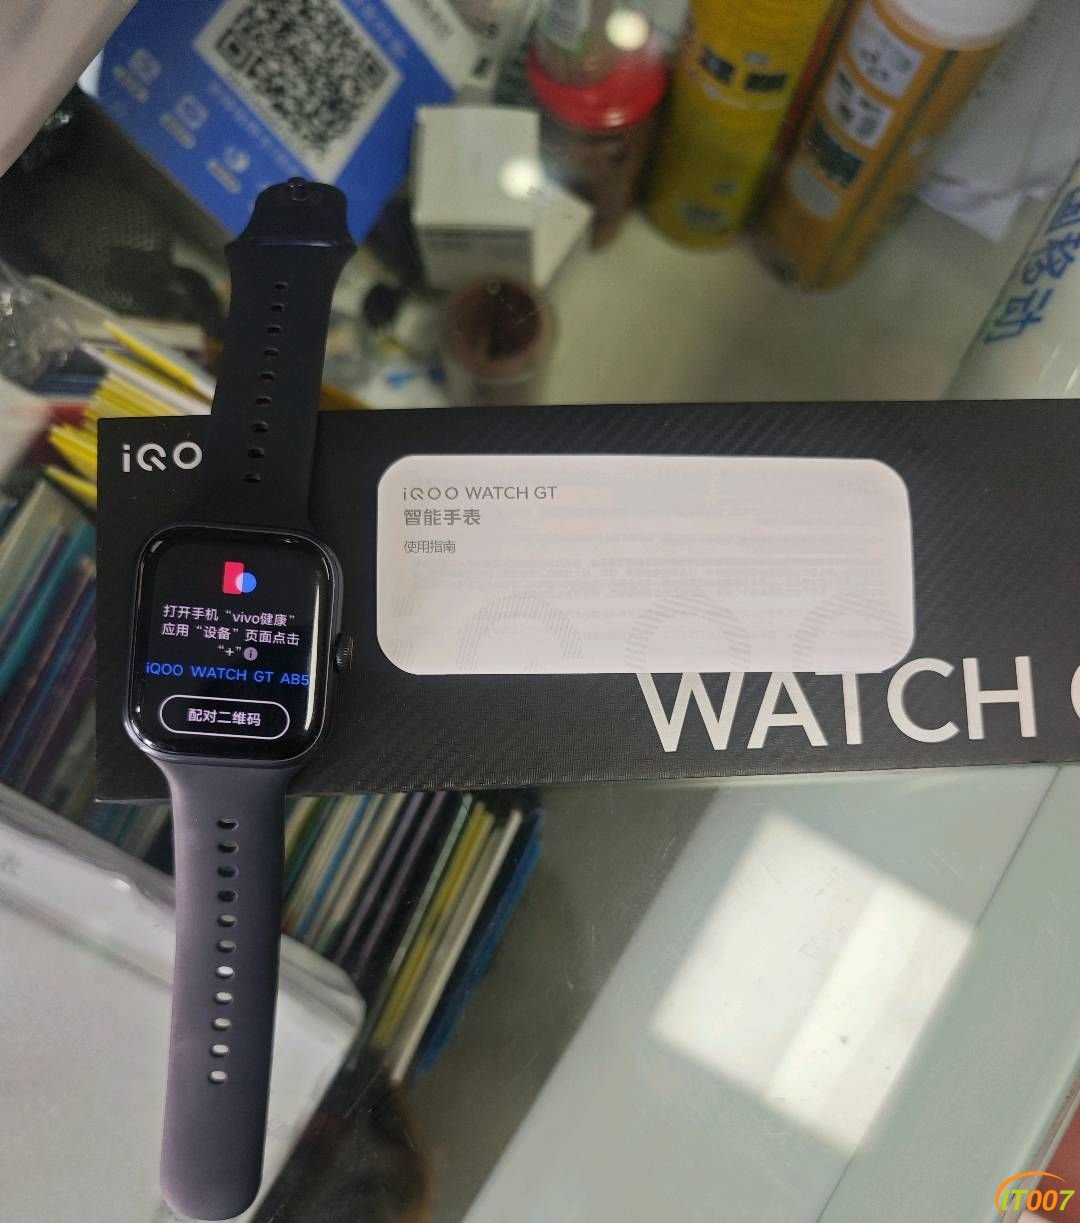 iQO
iQOO WATCH GT
智能手表
使用指南
打开手机“vivo健康”
应用“设备”页面点击
“+”
iQOO WATCH GT AB5
配对二维码
WATCH
国移动
IT007